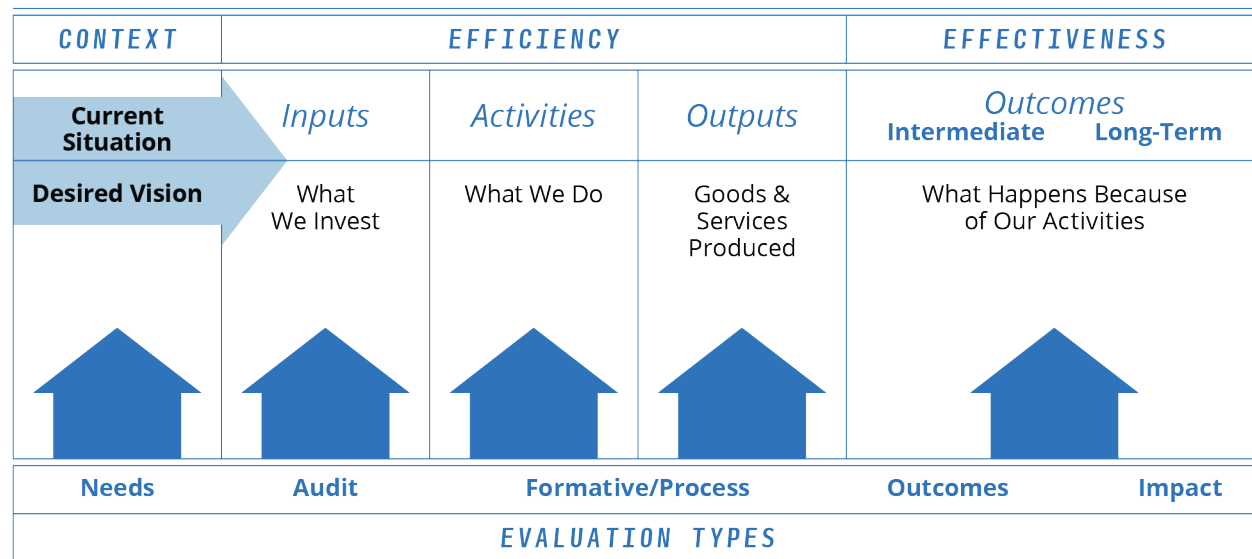 CONTEXT
EFFICIENCY
EFFECTIVENESS
Current
Situation
Desired Vision
Inputs
What
We Invest
Activities
What We Do
Outputs
Goods &
Services
Produced
Outcomes
Intermediate Long-Term
What Happens Because
of Our Activities
Needs
Audit
Formative/Process
Outcomes
Impact
EVALUATION TYPES